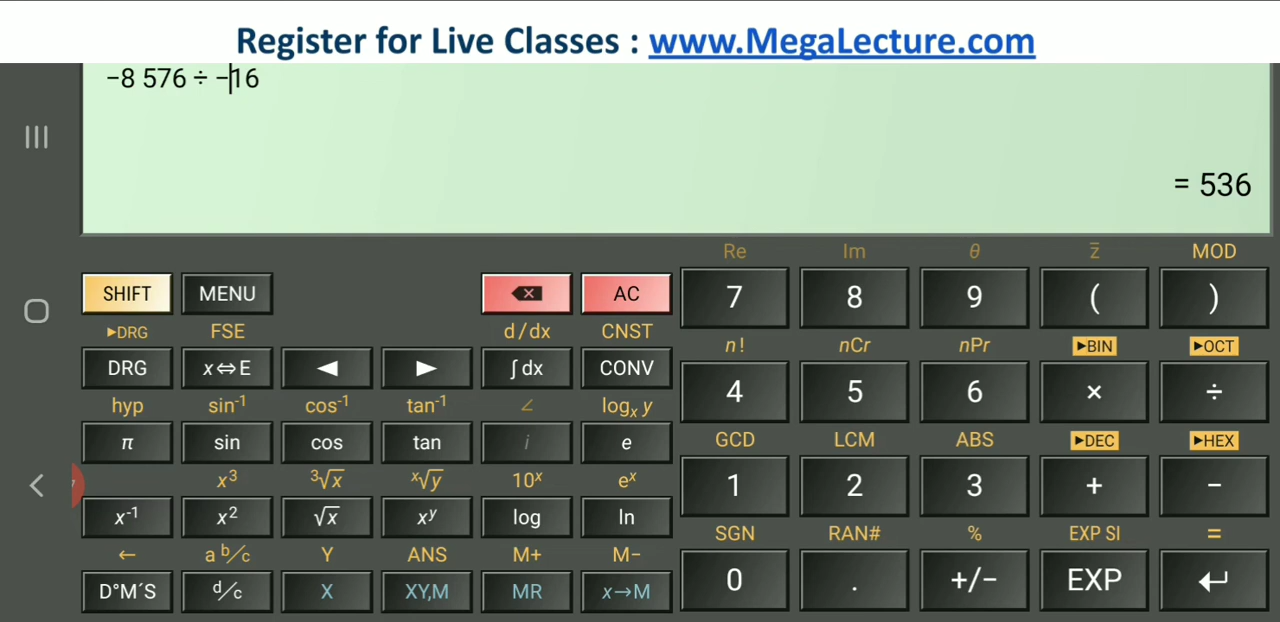 Register for Live Classes : www.MegaLecture.com
−8 576 ÷ −16
= 536
Re Im θ z̄ MOD
SHIFT MENU AC 7 8 9 ( )
▶DRG FSE d/dx CNST n! nCr nPr ▶BIN ▶OCT
DRG x⇔E ◀ ▶ ∫dx CONV 4 5 6 × ÷
hyp sin⁻¹ cos⁻¹ tan⁻¹ ∠ logₓ y GCD LCM ABS ▶DEC ▶HEX
π sin cos tan i e 1 2 3 + −
x³ ³√x ˣ√y 10ˣ eˣ
x⁻¹ x² √x xʸ log ln
SGN RAN# % EXP SI =
← a b/c Y ANS M+ M−
D°M´S d/c X XY,M MR x→M 0 . +/− EXP ↵